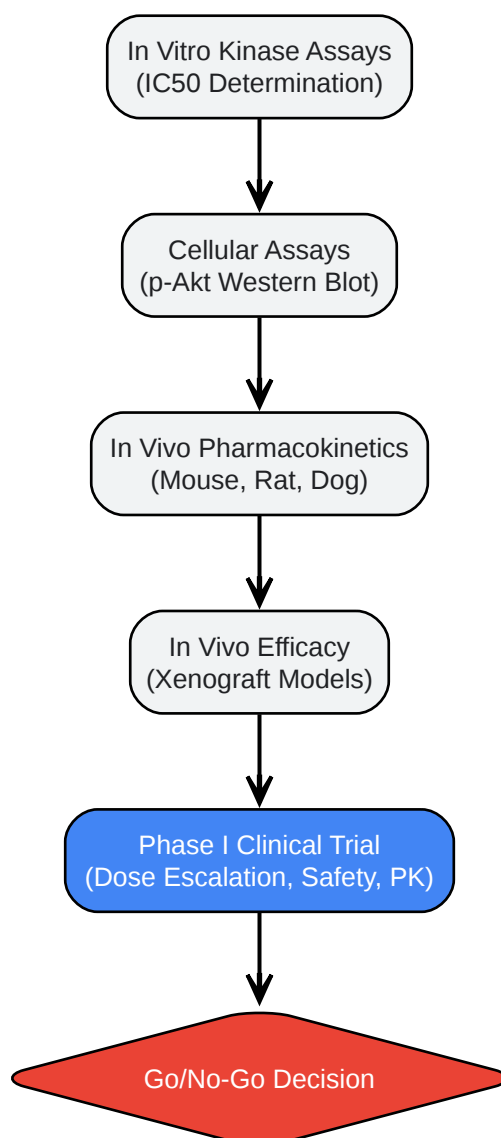 In Vitro Kinase Assays
(IC50 Determination)
Cellular Assays
(p-Akt Western Blot)
In Vivo Pharmacokinetics
(Mouse, Rat, Dog)
In Vivo Efficacy
(Xenograft Models)
Phase I Clinical Trial
(Dose Escalation, Safety, PK)
Go/No-Go Decision